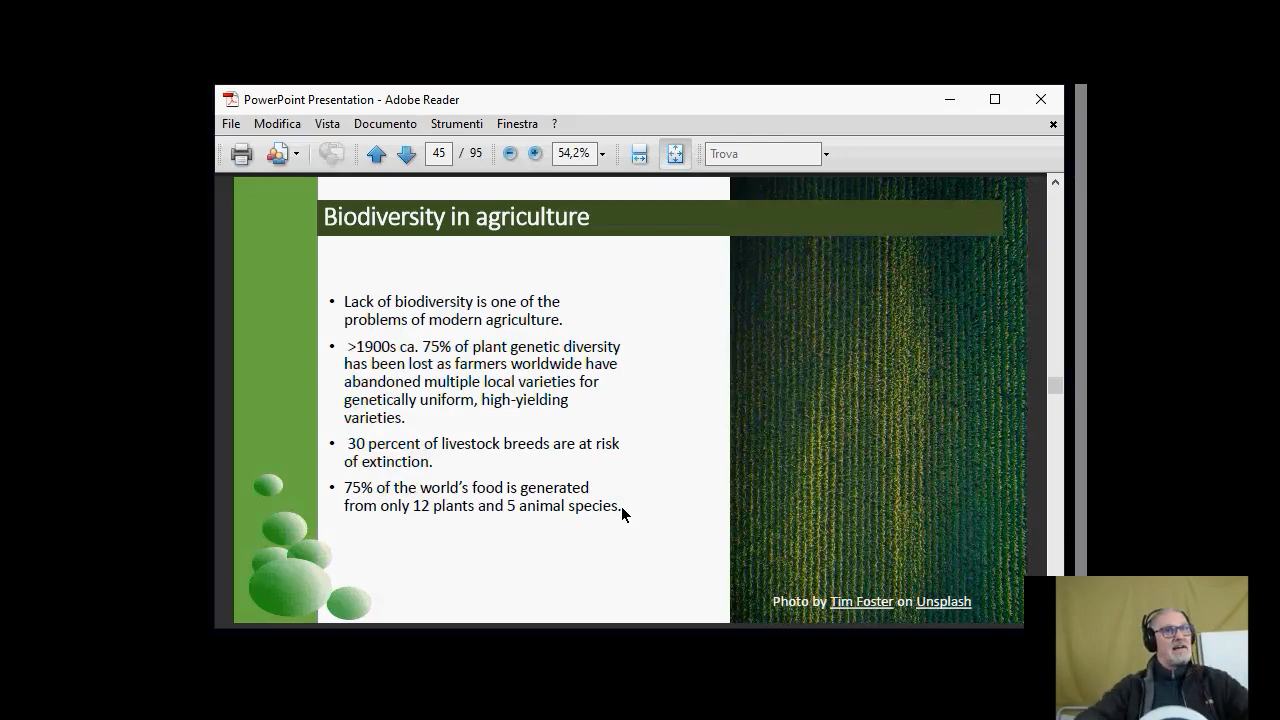 PowerPoint Presentation - Adobe Reader
File Modifica Vista Documento Strumenti Finestra ?
45 / 95 54,2% Trova
Biodiversity in agriculture
• Lack of biodiversity is one of the
problems of modern agriculture.
• >1900s ca. 75% of plant genetic diversity
has been lost as farmers worldwide have
abandoned multiple local varieties for
genetically uniform, high-yielding
varieties.
• 30 percent of livestock breeds are at risk
of extinction.
• 75% of the world’s food is generated
from only 12 plants and 5 animal species.
Photo by Tim Foster on Unsplash